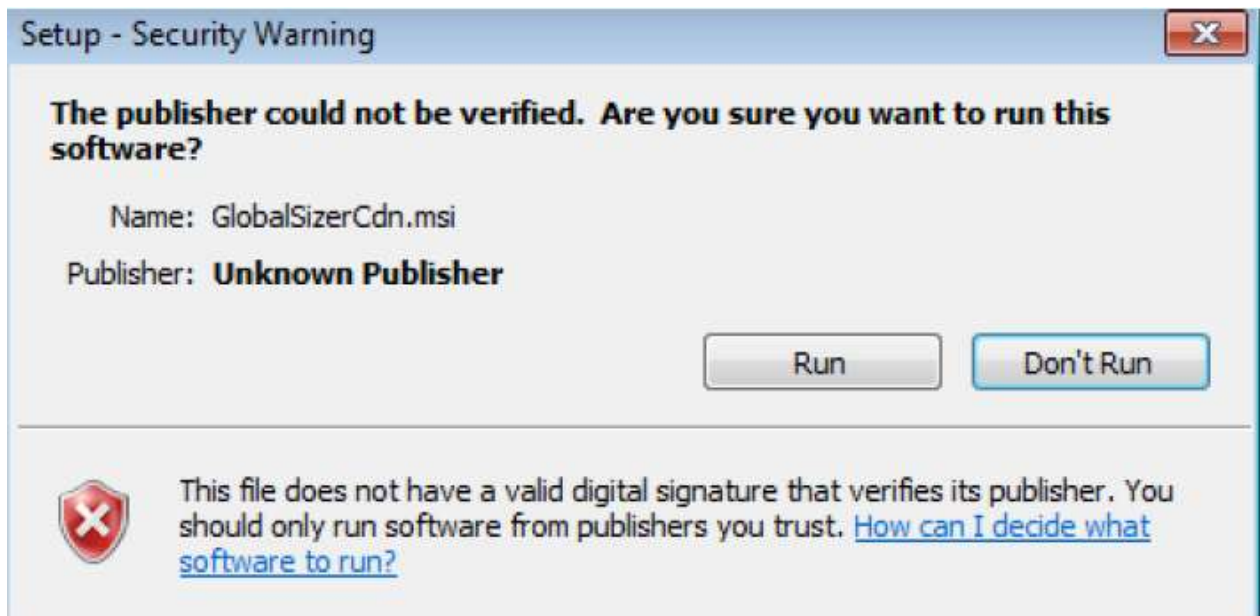 Setup - Security Warning
The publisher could not be verified.  Are you sure you want to run this
software?
Name: GlobalSizerCdn.msi
Publisher: Unknown Publisher
Run
Don't Run
This file does not have a valid digital signature that verifies its publisher. You
should only run software from publishers you trust. How can I decide what
software to run?